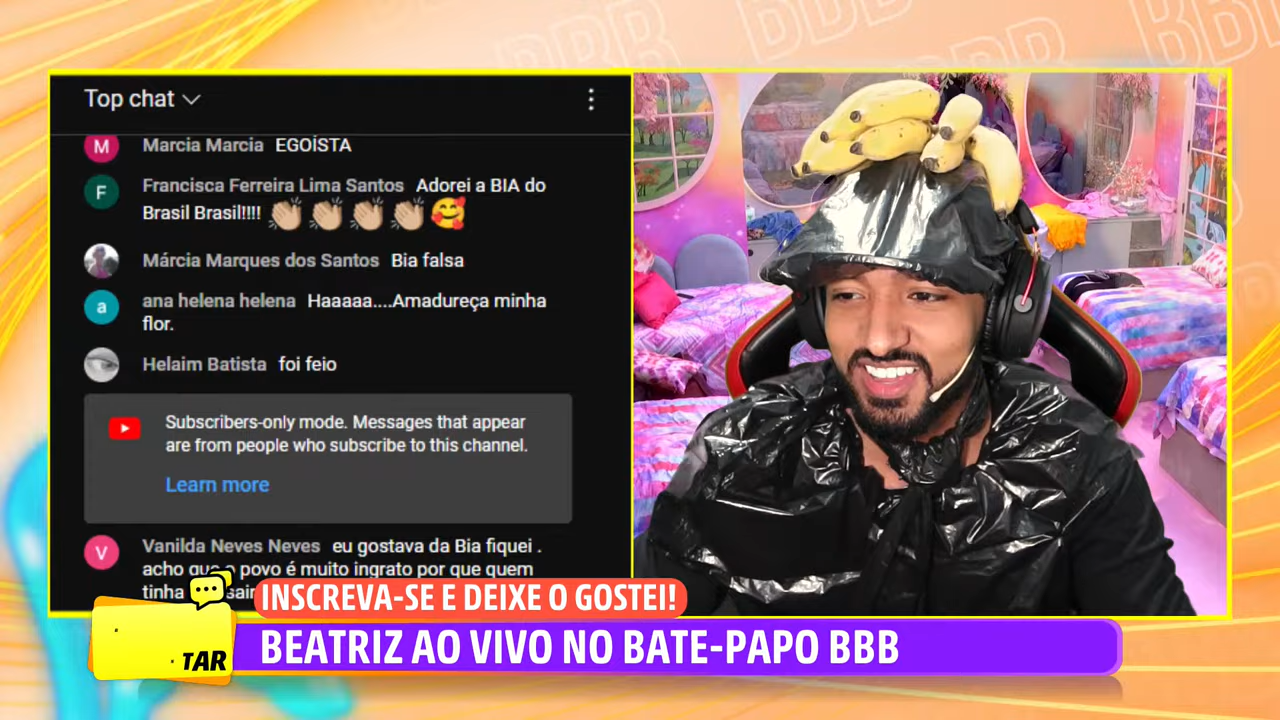 BBB
BBB
BBB
BBB
Top chat
M
Marcia Marcia EGOÍSTA
F
Francisca Ferreira Lima Santos Adorei a BIA do
Brasil Brasil!!!! 👏🏼👏🏼👏🏼👏🏼🥰
Márcia Marques dos Santos Bia falsa
a
ana helena helena Haaaaa....Amadureça minha
flor.
Helaim Batista foi feio
Subscribers-only mode. Messages that appear
are from people who subscribe to this channel.
Learn more
V
Vanilda Neves Neves eu gostava da Bia fiquei .
acho que o povo é muito ingrato por que quem
tinha
INSCREVA-SE E DEIXE O GOSTEI!
TAR
BEATRIZ AO VIVO NO BATE-PAPO BBB